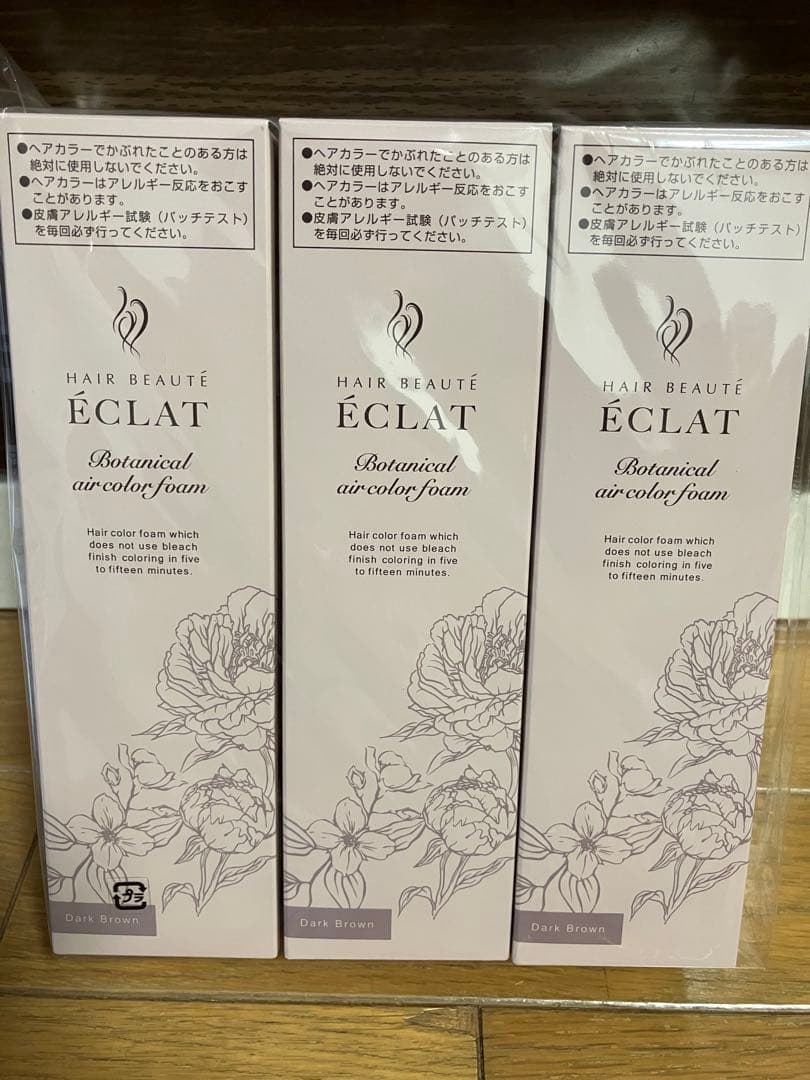 ●ヘアカラーでかぶれたことのある方は
絶対に使用しないでください。
●ヘアカラーはアレルギー反応をおこす
ことがあります。
●皮膚アレルギー試験（パッチテスト）
を毎回必ず行ってください。
HAIR BEAUTÉ
ÉCLAT
Botanical
air color foam
Hair color foam which
does not use bleach
finish coloring in five
to fifteen minutes.
プラ
Dark Brown
●ヘアカラーでかぶれたことのある方は
絶対に使用しないでください。
●ヘアカラーはアレルギー反応をおこす
ことがあります。
●皮膚アレルギー試験（パッチテスト）
を毎回必ず行ってください。
HAIR BEAUTÉ
ÉCLAT
Botanical
air color foam
Hair color foam which
does not use bleach
finish coloring in five
to fifteen minutes.
Dark Brown
●ヘアカラーでかぶれたことのある方は
絶対に使用しないでください。
●ヘアカラーはアレルギー反応をおこす
ことがあります。
●皮膚アレルギー試験（パッチテスト）
を毎回必ず行ってください。
HAIR BEAUTÉ
ÉCLAT
Botanical
air color foam
Hair color foam which
does not use bleach
finish coloring in five
to fifteen minutes.
Dark Brown